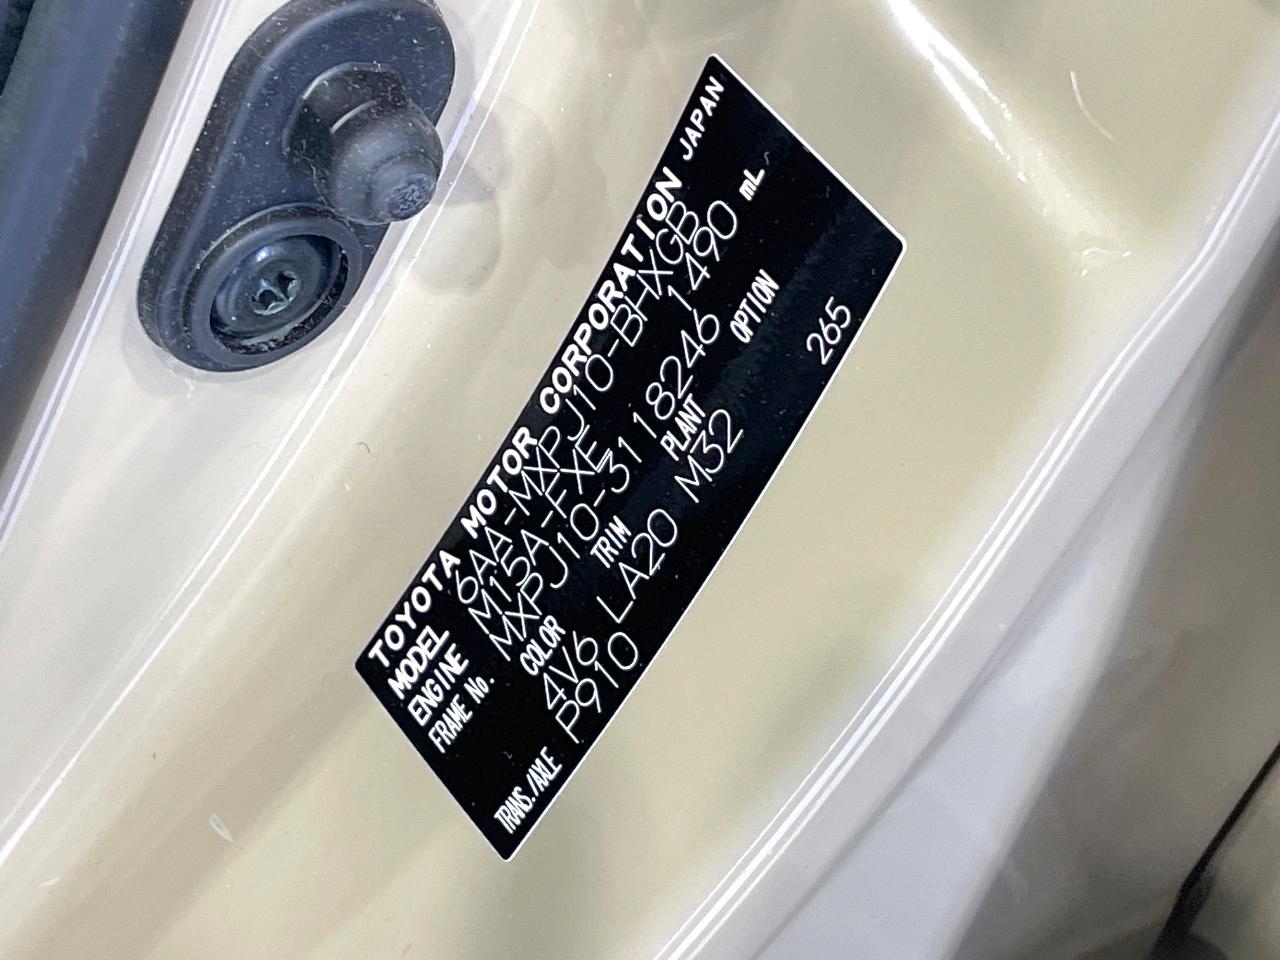 TOYOTA MOTOR CORPORATION JAPAN
MODEL 6AA-MXPJ10-BHXGB
ENGINE M15A-FXE 1490 mL
FRAME No. MXPJ10-3118246
COLOR TRIM PLANT OPTION
4V6 LA20 M32 265
TRANS./AXLE P910